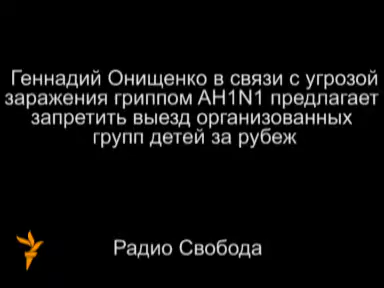 Геннадий Онищенко в связи с угрозой
заражения гриппом AH1N1 предлагает
запретить выезд организованных
групп детей за рубеж
Радио Свобода